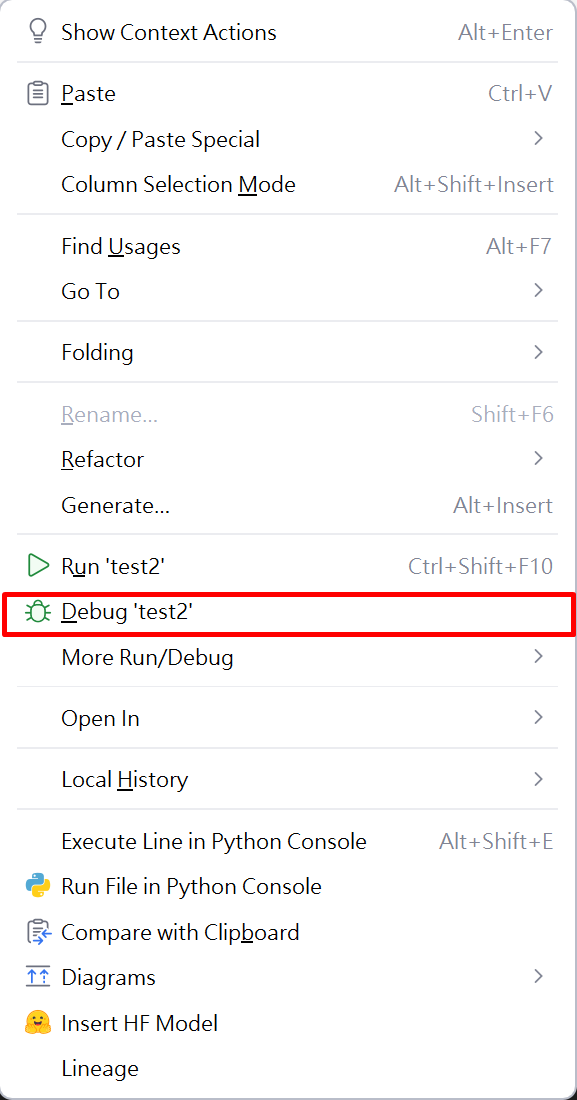 Show Context Actions Alt+Enter
Paste Ctrl+V
Copy / Paste Special
Column Selection Mode Alt+Shift+Insert
Find Usages Alt+F7
Go To
Folding
Rename... Shift+F6
Refactor
Generate... Alt+Insert
Run 'test2' Ctrl+Shift+F10
Debug 'test2'
More Run/Debug
Open In
Local History
Execute Line in Python Console Alt+Shift+E
Run File in Python Console
Compare with Clipboard
Diagrams
Insert HF Model
Lineage